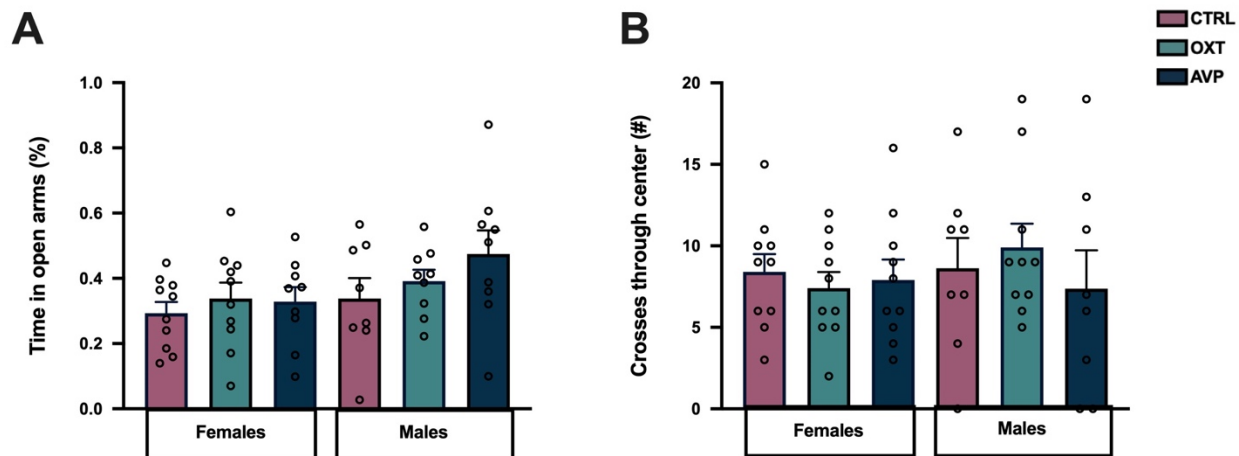 A
B
CTRL
OXT
AVP
Time in open arms (%)
1.0
0.8
0.6
0.4
0.2
0.0
Females
Males
Crosses through center (#)
20
15
10
5
0
Females
Males